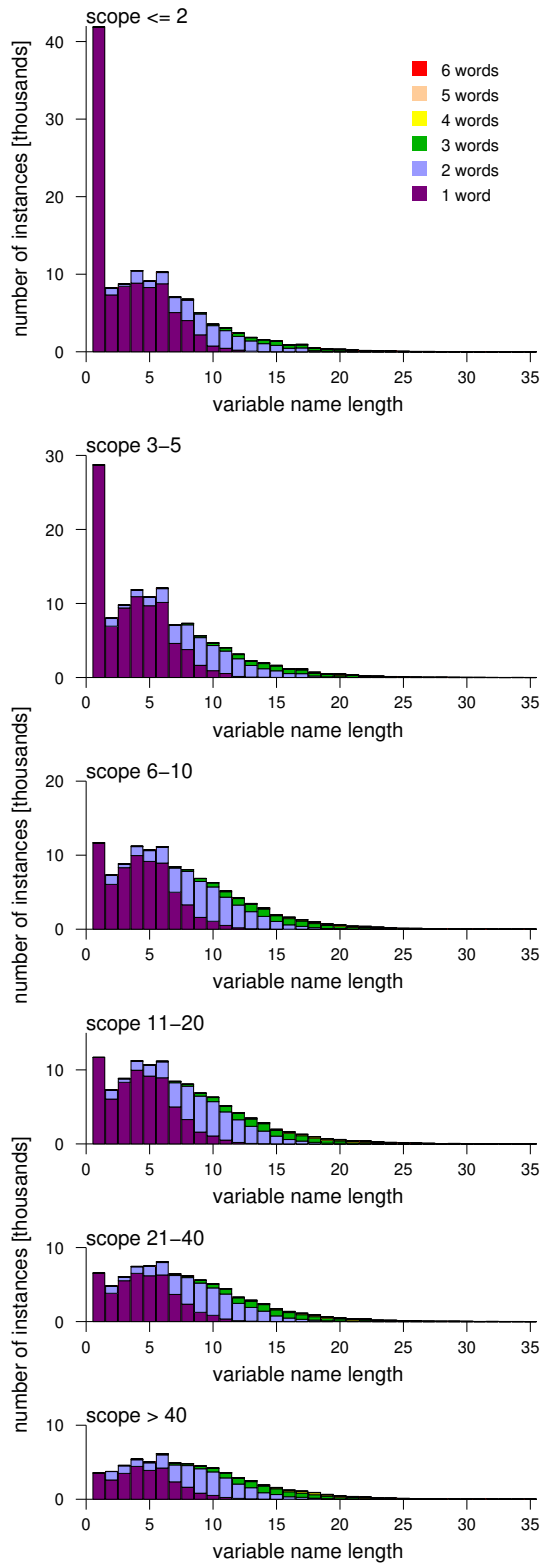 scope <= 2
number of instances [thousands]
40
30
20
10
0
6 words
5 words
4 words
3 words
2 words
1 word
0 5 10 15 20 25 30 35
variable name length
scope 3−5
30
20
10
0
0 5 10 15 20 25 30 35
variable name length
number of instances [thousands]
scope 6−10
20
10
0
0 5 10 15 20 25 30 35
variable name length
scope 11−20
10
0
0 5 10 15 20 25 30 35
variable name length
number of instances [thousands]
scope 21−40
10
0
0 5 10 15 20 25 30 35
variable name length
scope > 40
10
0
0 5 10 15 20 25 30 35
variable name length